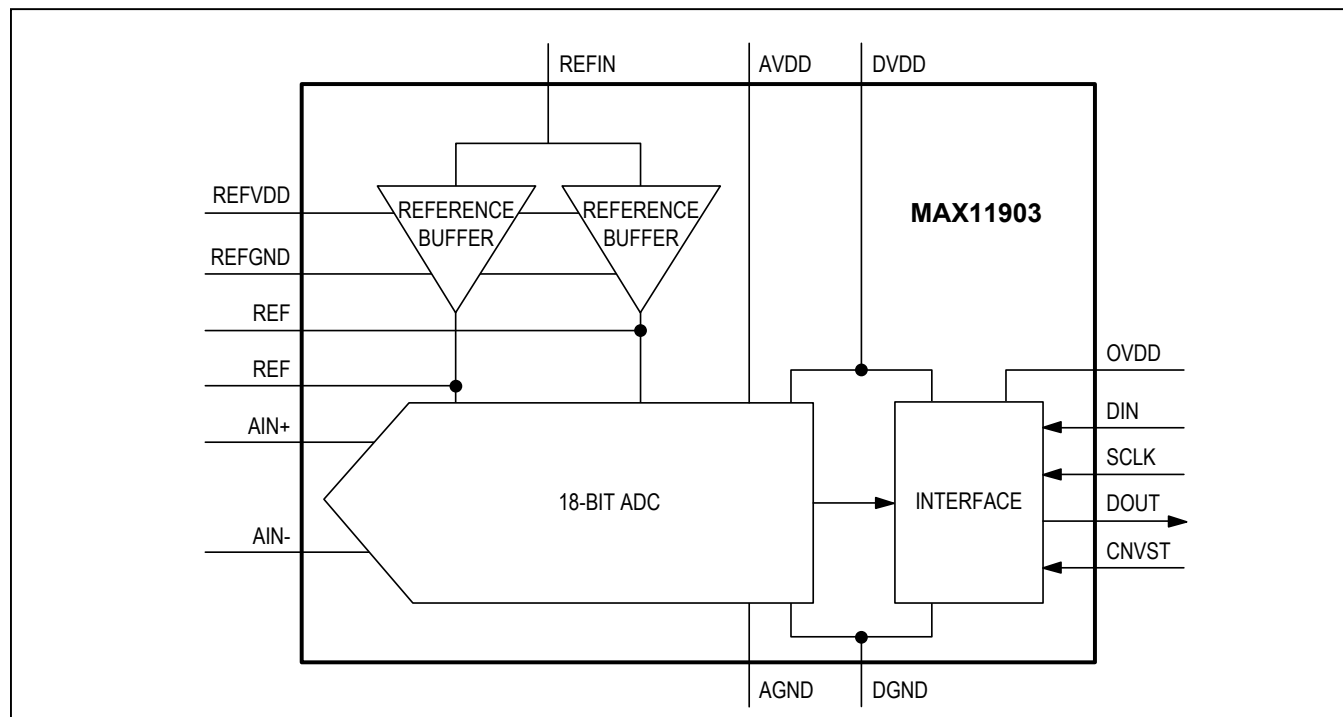 REFIN
AVDD
DVDD
REFVDD
REFERENCE
BUFFER
REFERENCE
BUFFER
MAX11903
REFGND
REF
REF
OVDD
DIN
AIN+
SCLK
18-BIT ADC
INTERFACE
DOUT
AIN-
CNVST
AGND
DGND